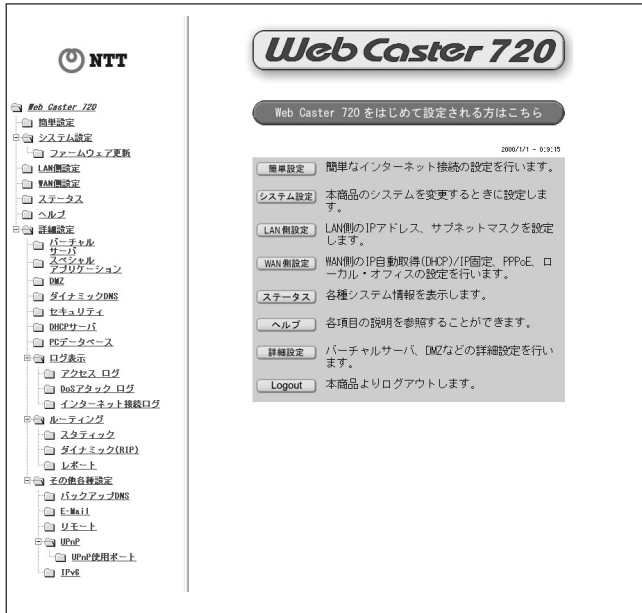 NTT
Web Caster 720
簡単設定
システム設定
ファームウェア更新
LAN側設定
WAN側設定
ステータス
ヘルプ
詳細設定
バーチャル
サーバ
スペシャル
アプリケーション
DMZ
ダイナミックDNS
セキュリティ
DHCPサーバ
PCデータベース
ログ表示
アクセス ログ
DoSアタック ログ
インターネット接続ログ
ルーティング
スタティック
ダイナミック(RIP)
レポート
その他各種設定
バックアップDNS
E-Mail
リモート
UPnP
UPnP使用ポート
IPv6
Web Caster 720
Web Caster 720 をはじめて設定される方はこちら
2000/1/1 - 0:9:15
簡単設定 簡単なインターネット接続の設定を行います。
システム設定 本商品のシステムを変更するときに設定しま
す。
LAN側設定 LAN側のIPアドレス、サブネットマスクを設定
します。
WAN側設定 WAN側のIP自動取得(DHCP)/IP固定、PPPoE、ロ
ーカル・オフィスの設定を行います。
ステータス 各種システム情報を表示します。
ヘルプ 各項目の説明を参照することができます。
詳細設定 バーチャルサーバ、DMZなどの詳細設定を行い
ます。
Logout 本商品よりログアウトします。